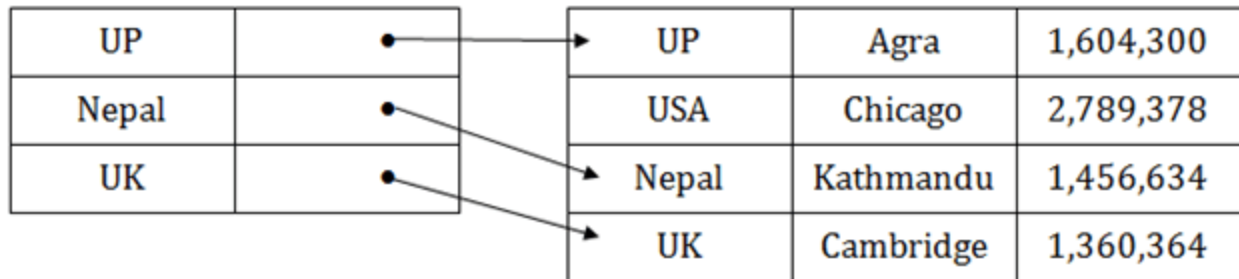 UP UP Agra 1,604,300
Nepal USA Chicago 2,789,378
UK Nepal Kathmandu 1,456,634
UK Cambridge 1,360,364